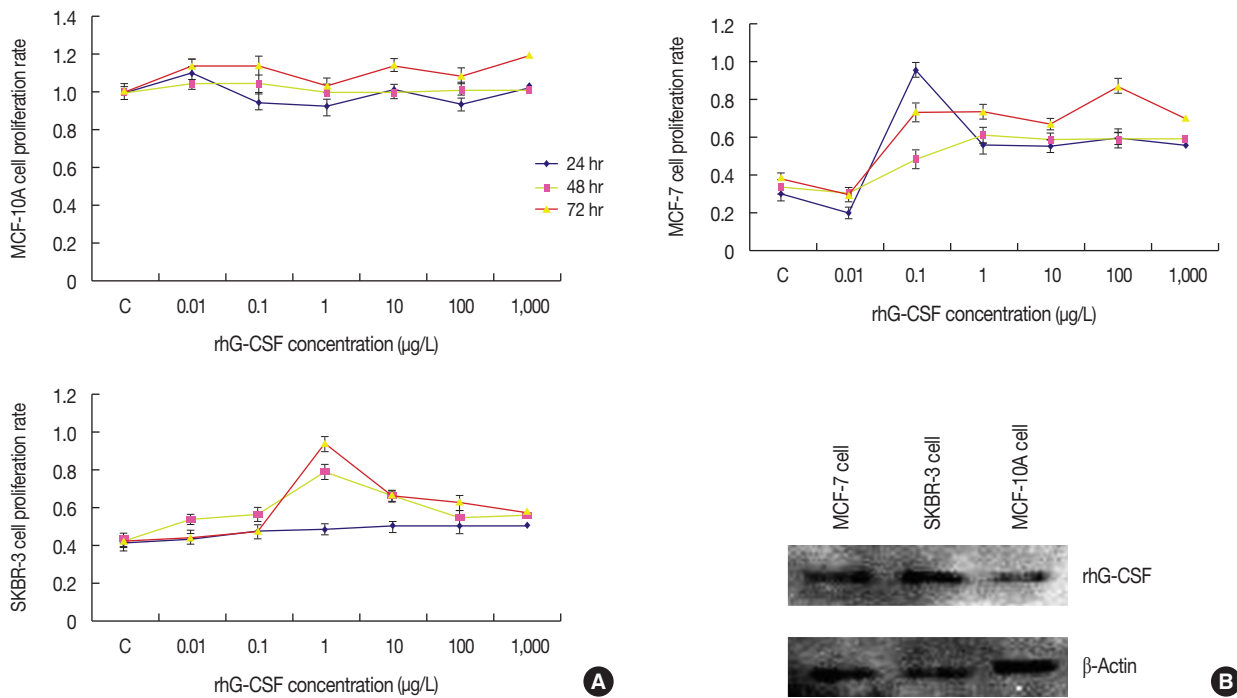 MCF-10A cell proliferation rate
1.4
1.2
1.0
0.8
0.6
0.4
0.2
0
C 0.01 0.1 1 10 100 1,000
rhG-CSF concentration (µg/L)
24 hr
48 hr
72 hr
MCF-7 cell proliferation rate
1.2
1.0
0.8
0.6
0.4
0.2
0
C 0.01 0.1 1 10 100 1,000
rhG-CSF concentration (µg/L)
SKBR-3 cell proliferation rate
1.2
1.0
0.8
0.6
0.4
0.2
0
C 0.01 0.1 1 10 100 1,000
rhG-CSF concentration (µg/L)
A
MCF-7 cell
SKBR-3 cell
MCF-10A cell
rhG-CSF
β-Actin
B